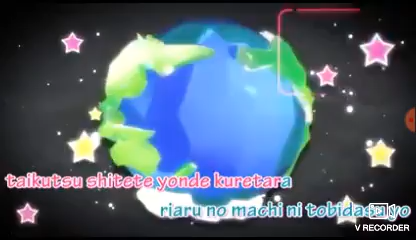 taikutsu shitete yonde kuretara
riaru no machi ni tobidasu yo
V RECORDER